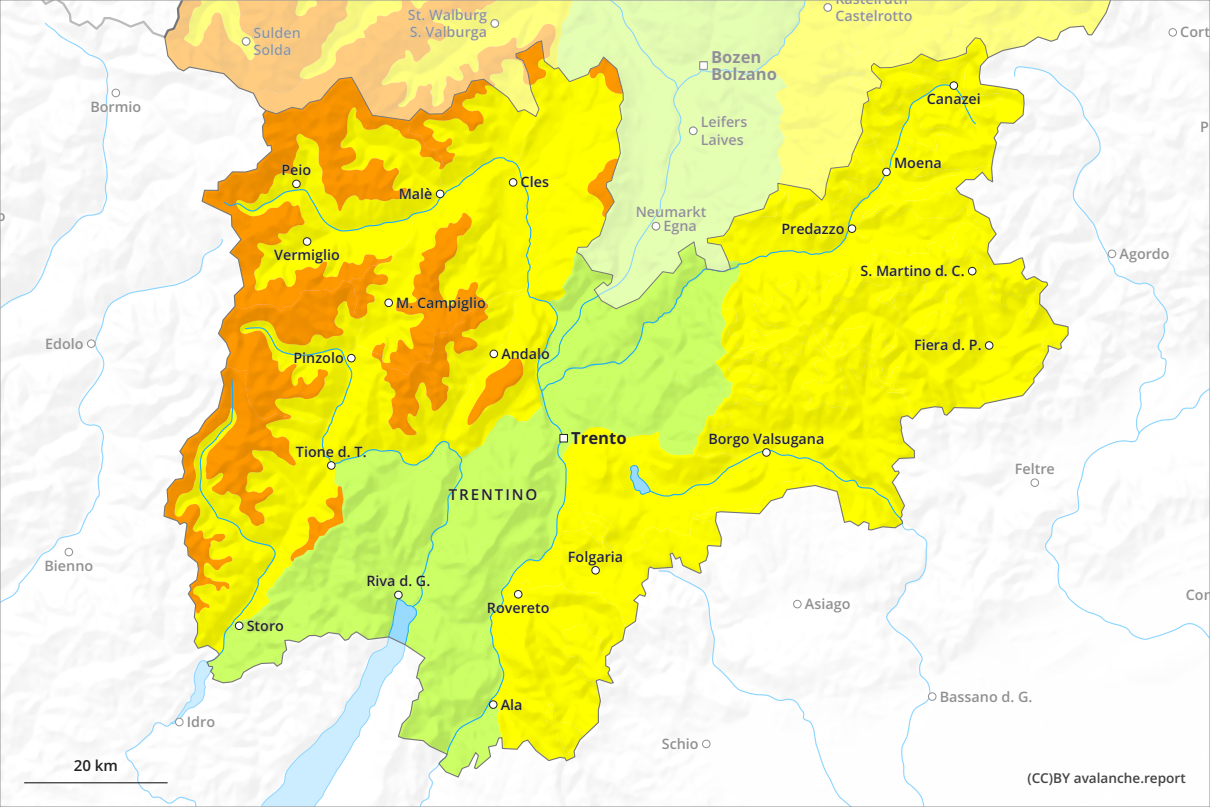 Kastelruth
Castelrotto
St. Walburg
S. Valburga
Sulden
Solda
Cort
Bozen
Bolzano
Canazei
Bormio
Leifers
Laives
Moena
Peio
Malè
Cles
Neumarkt
Egna
Predazzo
Vermiglio
Agordo
S. Martino d. C.
M. Campiglio
Edolo
Pinzolo
Andalo
Fiera d. P.
Trento
Borgo Valsugana
Tione d. T.
Feltre
TRENTINO
Bienno
Folgaria
Riva d. G.
Rovereto
Asiago
Cor
Storo
Bassano d. G.
Ala
Idro
Schio
20 km
(CC)BY avalanche.report